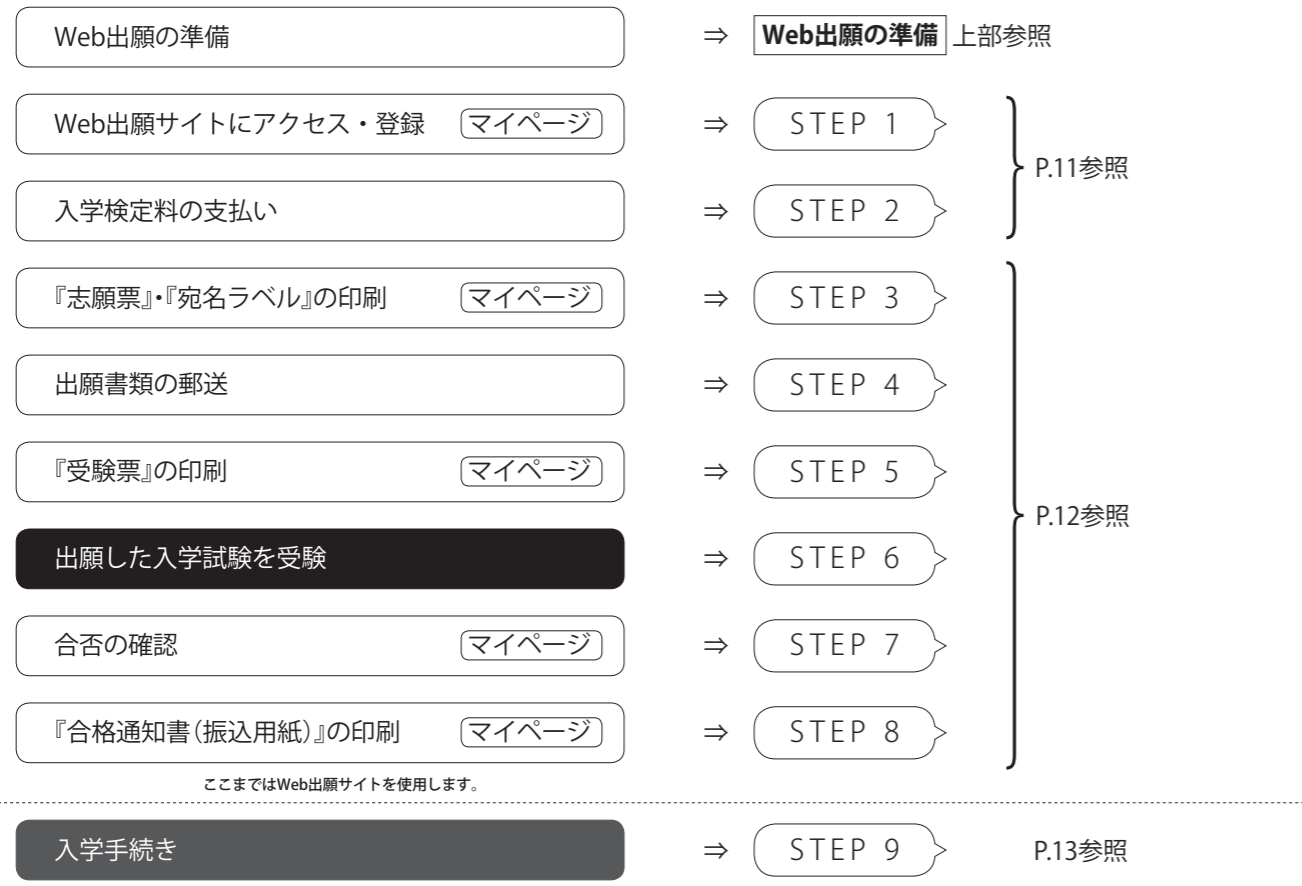 Web出願の準備 ⇒ Web出願の準備 上部参照
Web出願サイトにアクセス・登録 マイページ ⇒ STEP 1
P.11参照
入学検定料の支払い ⇒ STEP 2
『志願票』・『宛名ラベル』の印刷 マイページ ⇒ STEP 3
出願書類の郵送 ⇒ STEP 4
『受験票』の印刷 マイページ ⇒ STEP 5
P.12参照
出願した入学試験を受験 ⇒ STEP 6
合否の確認 マイページ ⇒ STEP 7
『合格通知書(振込用紙)』の印刷 マイページ ⇒ STEP 8
ここまではWeb出願サイトを使用します。
入学手続き ⇒ STEP 9 P.13参照